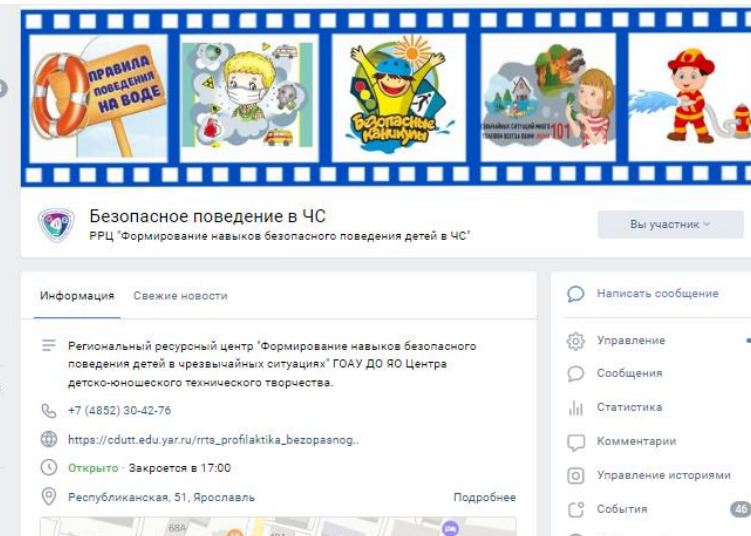 ПРАВИЛА
ПОВЕДЕНИЯ
НА ВОДЕ
Безопасные
каникулы
101
Безопасное поведение в ЧС
РРЦ "Формирование навыков безопасного поведения детей в ЧС"
Вы участник
Информация Свежие новости
Региональный ресурсный центр "Формирование навыков безопасного
поведения детей в чрезвычайных ситуациях" ГОАУ ДО ЯО Центра
детско-юношеского технического творчества.
+7 (4852) 30-42-76
https://cdutt.edu.yar.ru/rrts_profilaktika_bezopasnog..
Открыто · Закроется в 17:00
Республиканская, 51, Ярославль Подробнее
68А
Написать сообщение
Управление
Сообщения
Статистика
Комментарии
Управление историями
События 46